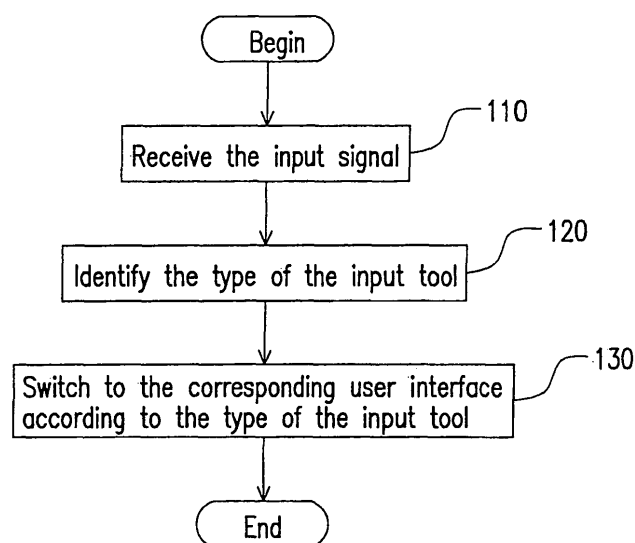 Begin
110
Receive the input signal
120
Identify the type of the input tool
130
Switch to the corresponding user interface
according to the type of the input tool
End